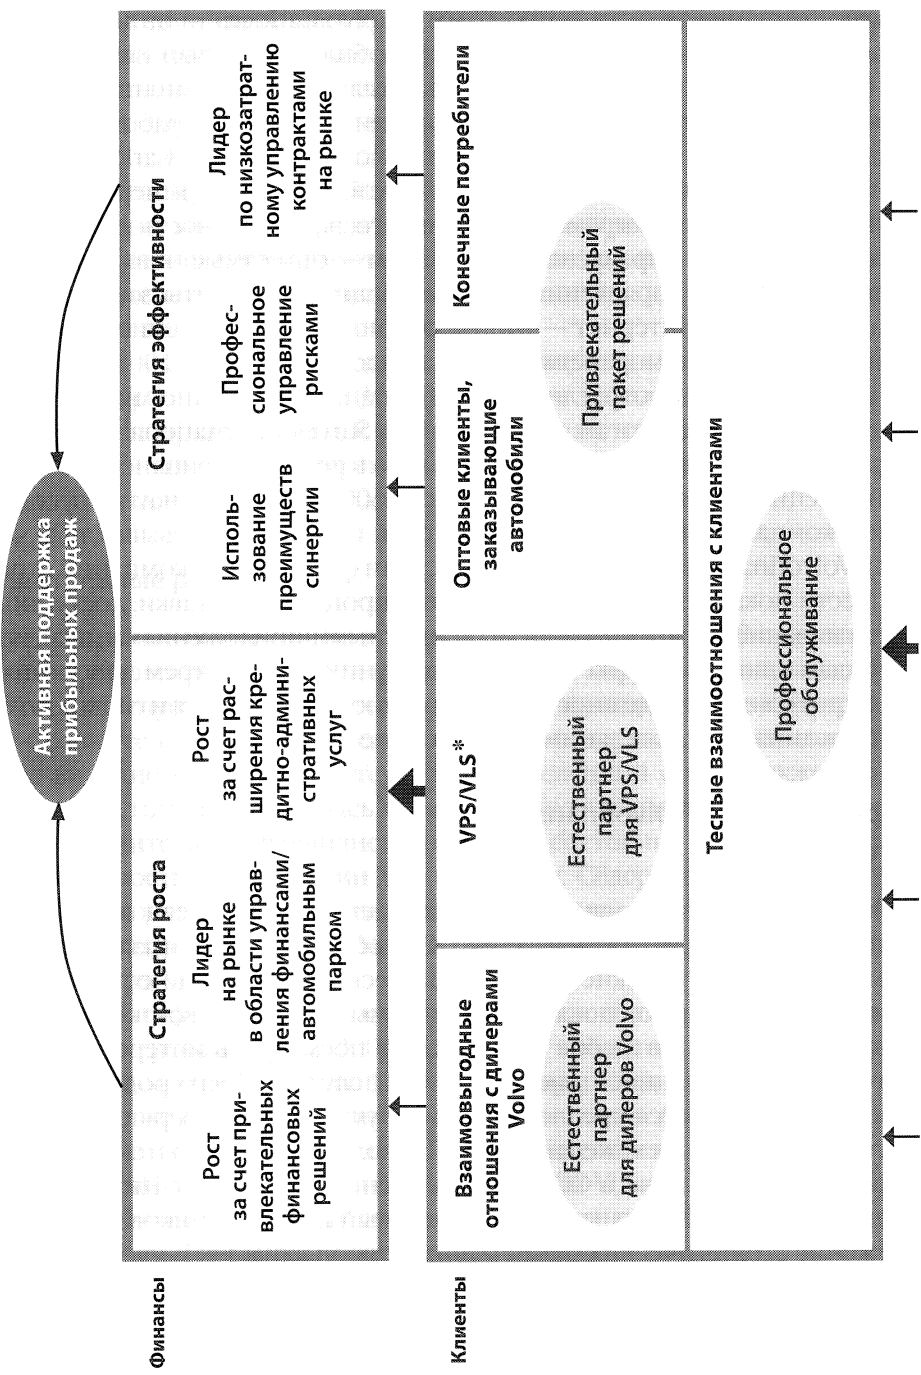 Активная поддержка
прибыльных продаж
Финансы
Стратегия роста
Рост
за счет при-
влекательных
финансовых
решений
Лидер
на рынке
в области управ-
ления финансами/
автомобильным
парком
Рост
за счет рас-
ширения кре-
дитно-админи-
стративных
услуг
Стратегия эффективности
Исполь-
зование
преимуществ
синергии
Профес-
сиональное
управление
рисками
Лидер
по низкозатрат-
ному управлению
контрактами
на рынке
Клиенты
Взаимовыгодные
отношения с дилерами
Volvo
Естественный
партнер
для дилеров Volvo
VPS/VLS*
Естественный
партнер
для VPS/VLS
Оптовые клиенты,
заказывающие
автомобили
Конечные потребители
Привлекательный
пакет решений
Тесные взаимоотношения с клиентами
Профессиональное
обслуживание